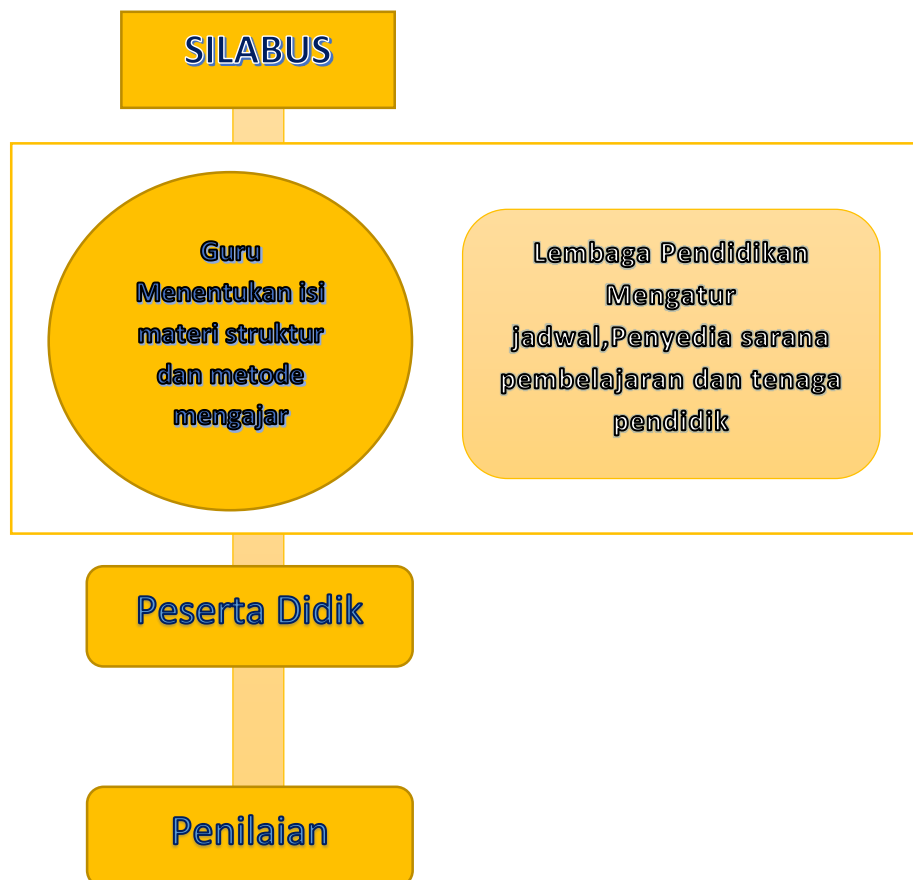 SILABUS
Guru
Menentukan isi
materi struktur
dan metode
mengajar
Lembaga Pendidikan
Mengatur
jadwal,Penyedia sarana
pembelajaran dan tenaga
pendidik
Peserta Didik
Penilaian